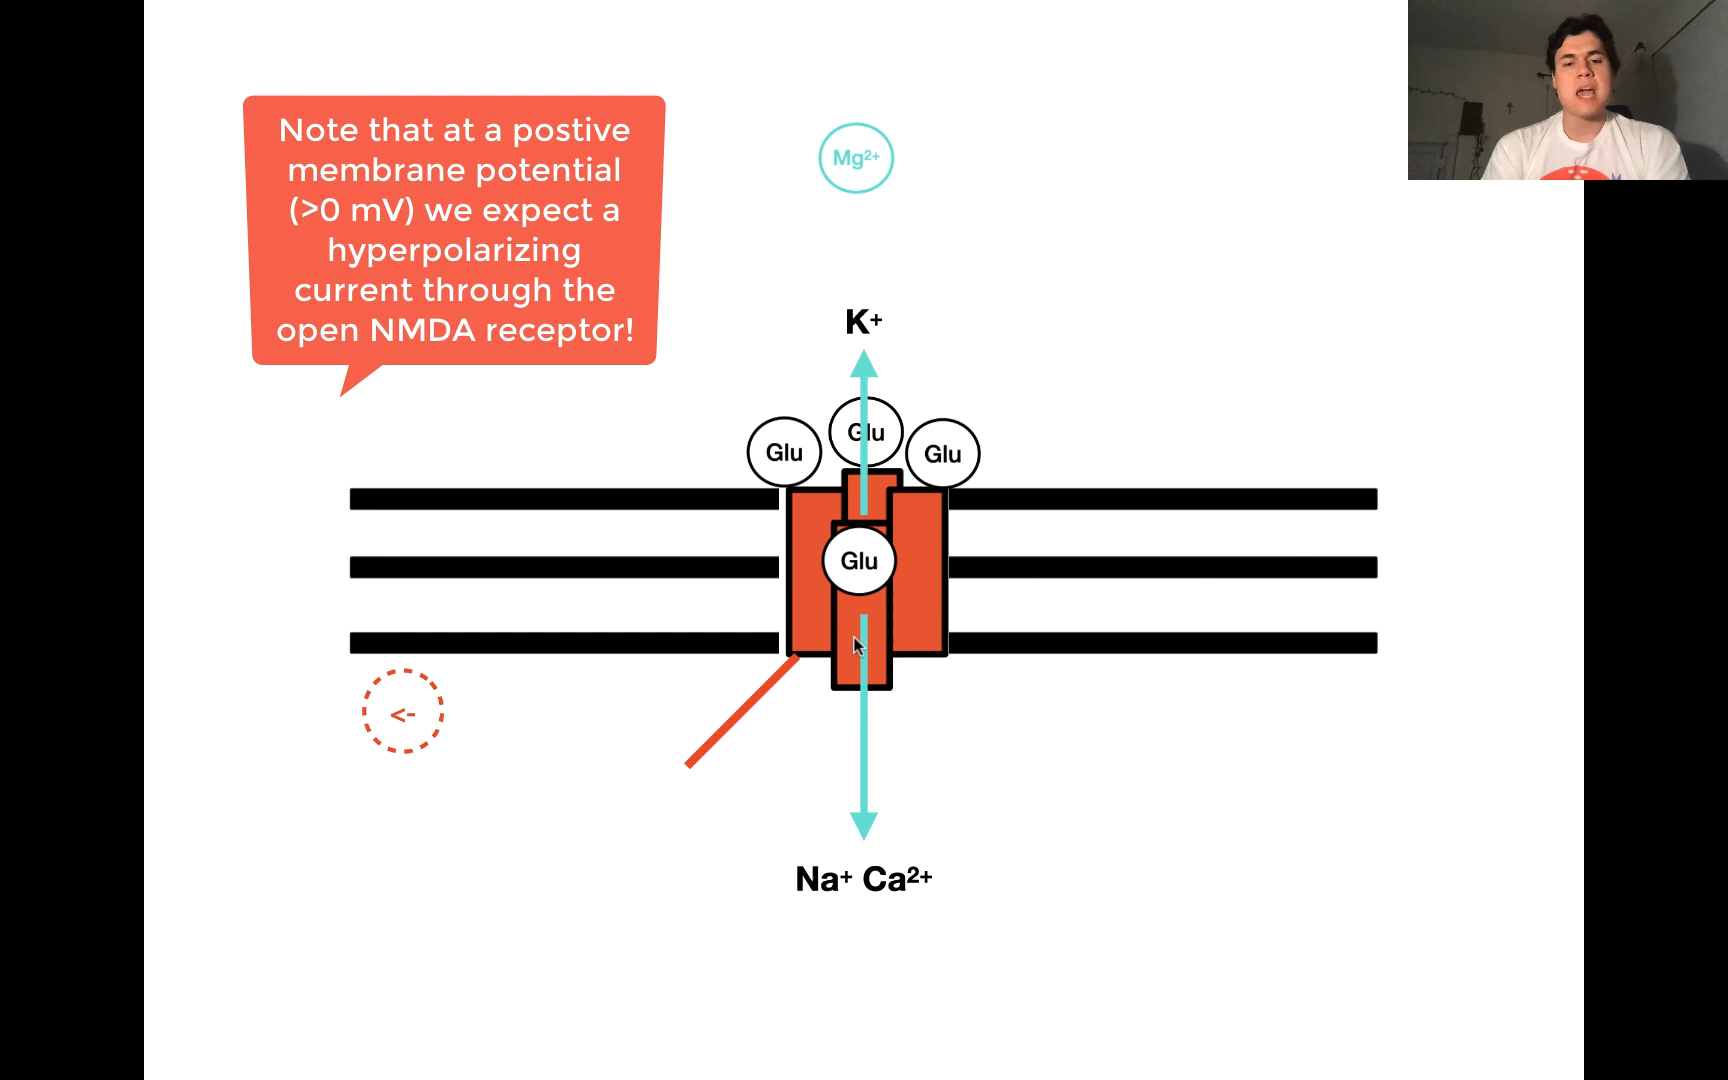 Note that at a postive
membrane potential
(>0 mV) we expect a
hyperpolarizing
current through the
open NMDA receptor!
Mg²⁺
K⁺
Glu
Glu
Glu
Glu
<-
Na⁺ Ca²⁺